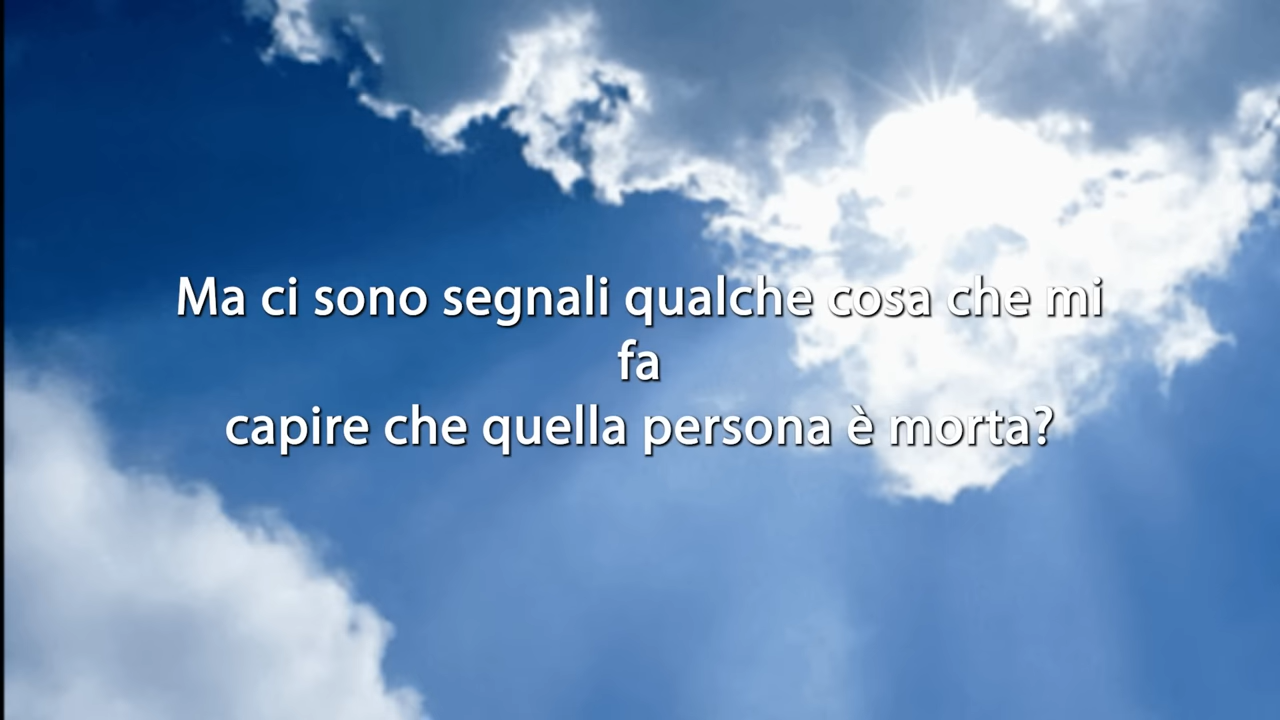 Ma ci sono segnali qualche cosa che mi
fa
capire che quella persona è morta?